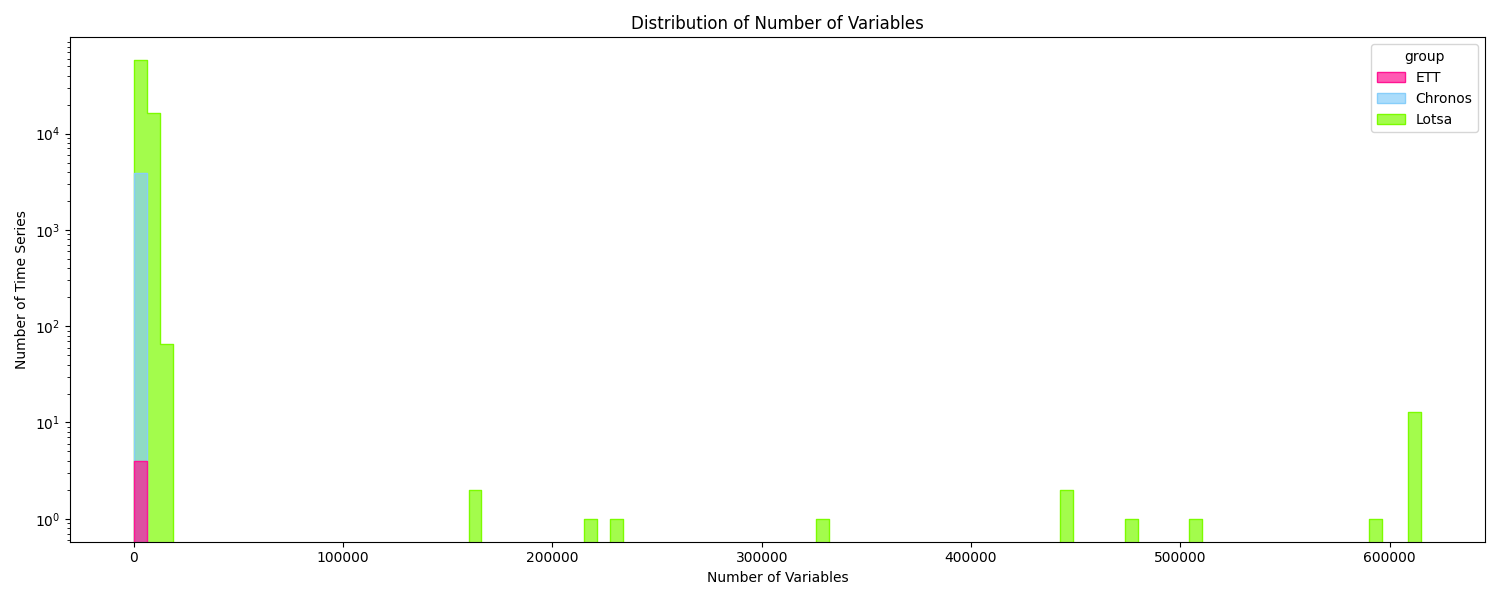 Distribution of Number of Variables
group
ETT
Chronos
Lotsa
Number of Time Series
10^4
10^3
10^2
10^1
10^0
0
100000
200000
300000
400000
500000
600000
Number of Variables